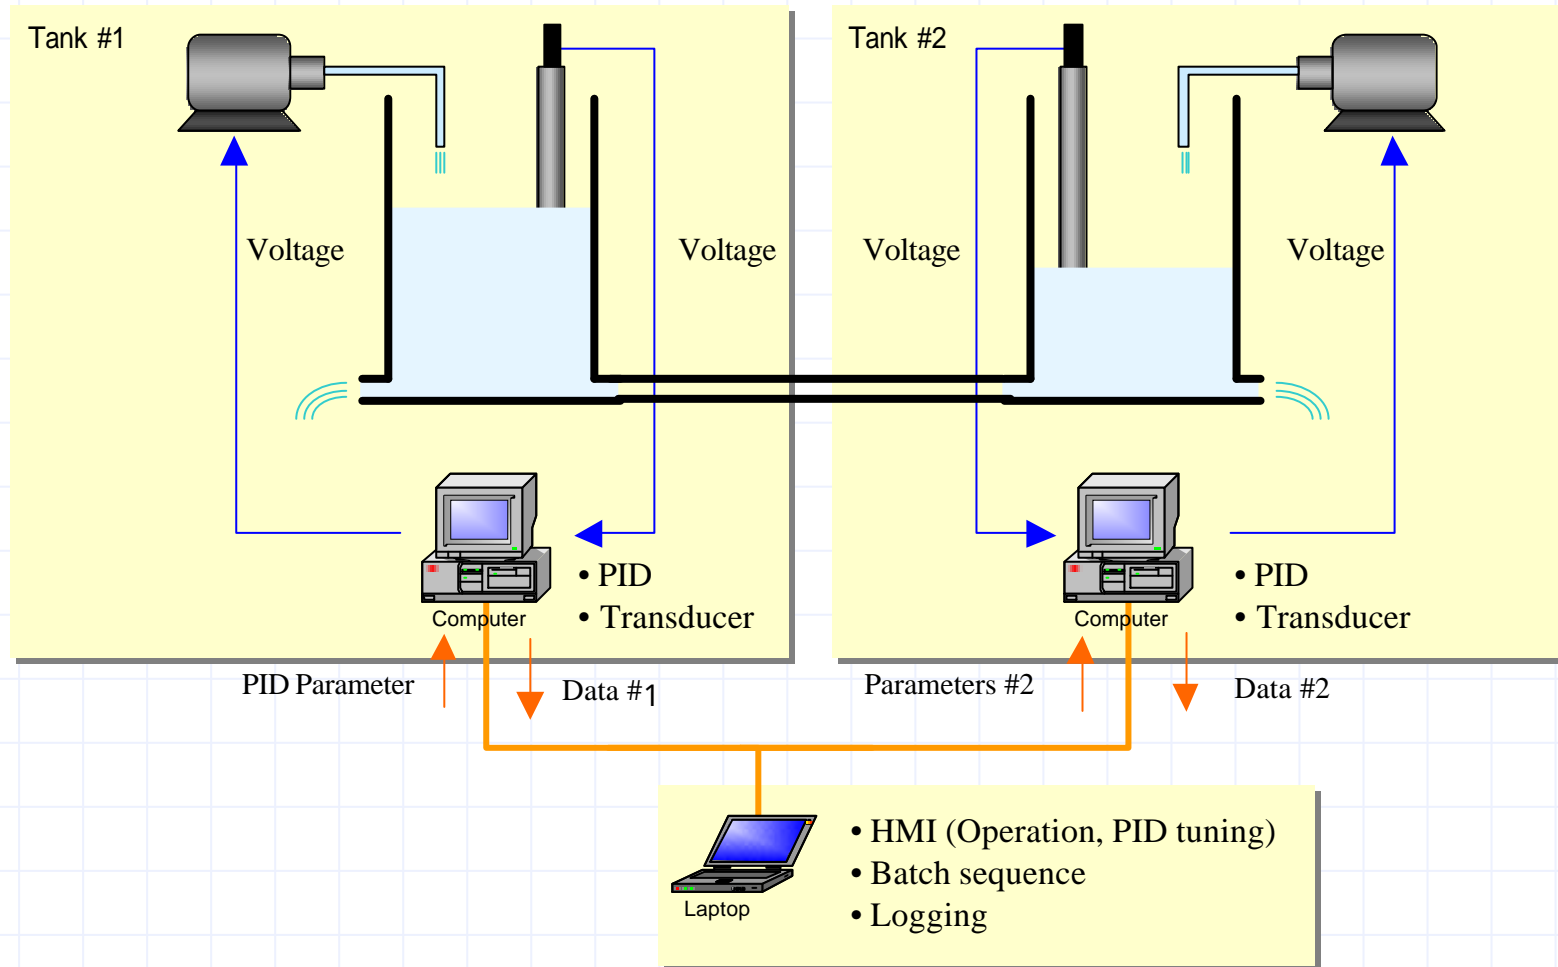 Tank #1
Tank #2
Voltage
Voltage
Voltage
Voltage
• PID
• Transducer
Computer
• PID
• Transducer
Computer
PID Parameter
Data #1
Parameters #2
Data #2
• HMI (Operation, PID tuning)
• Batch sequence
• Logging
Laptop